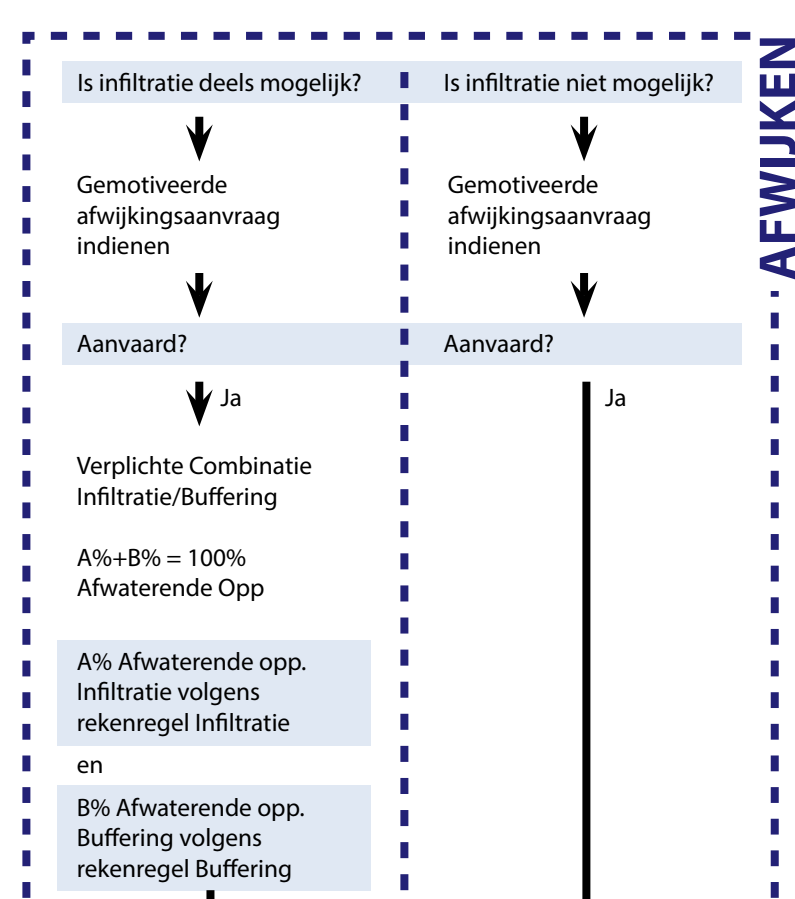 AFWIJKEN
Is infiltratie deels mogelijk?
Gemotiveerde
afwijkingsaanvraag
indienen
Aanvaard?
Ja
Verplichte Combinatie
Infiltratie/Buffering
A%+B% = 100%
Afwaterende Opp
A% Afwaterende opp.
Infiltratie volgens
rekenregel Infiltratie
en
B% Afwaterende opp.
Buffering volgens
rekenregel Buffering
Is infiltratie niet mogelijk?
Gemotiveerde
afwijkingsaanvraag
indienen
Aanvaard?
Ja